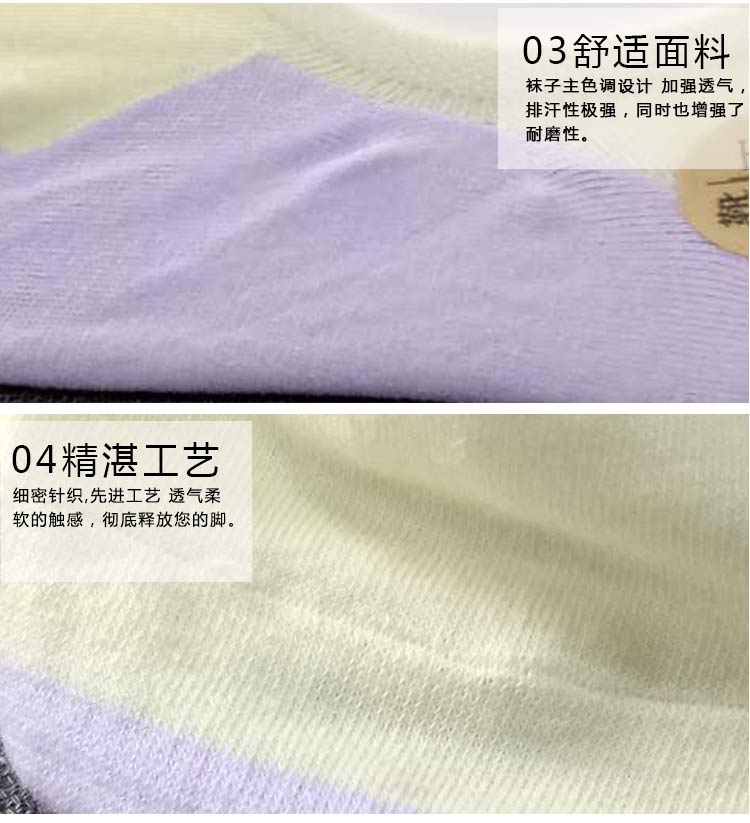 03舒适面料
袜子主色调设计 加强透气，
排汗性极强，同时也增强了
耐磨性。
04精湛工艺
细密针织,先进工艺 透气柔
软的触感，彻底释放您的脚。